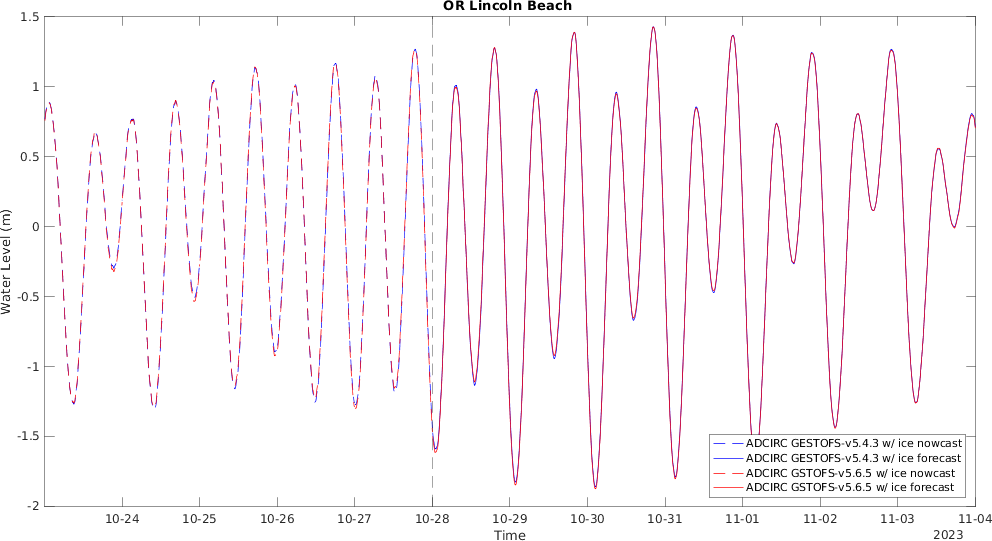 OR Lincoln Beach
Water Level (m)
1.5
1
0.5
0
-0.5
-1
-1.5
-2
ADCIRC GESTOFS-v5.4.3 w/ ice nowcast
ADCIRC GESTOFS-v5.4.3 w/ ice forecast
ADCIRC GSTOFS-v5.6.5 w/ ice nowcast
ADCIRC GSTOFS-v5.6.5 w/ ice forecast
10-24 10-25 10-26 10-27 10-28 10-29 10-30 10-31 11-01 11-02 11-03 11-04
Time
2023